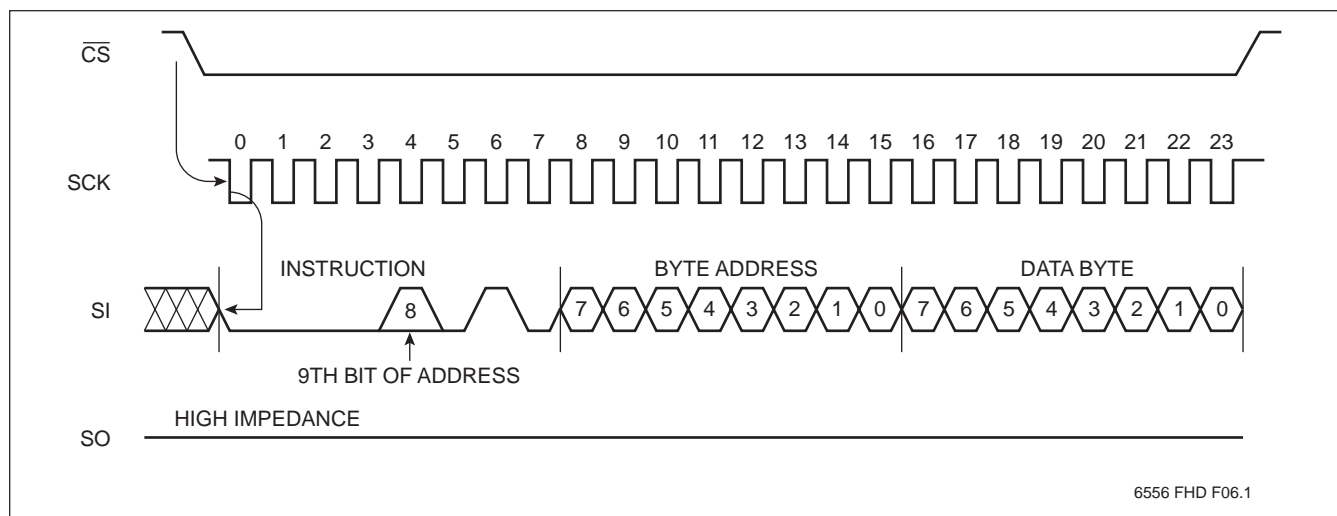 CS
0 1 2 3 4 5 6 7 8 9 10 11 12 13 14 15 16 17 18 19 20 21 22 23
SCK
INSTRUCTION BYTE ADDRESS DATA BYTE
SI 8 7 6 5 4 3 2 1 0 7 6 5 4 3 2 1 0
9TH BIT OF ADDRESS
HIGH IMPEDANCE
SO
6556 FHD F06.1